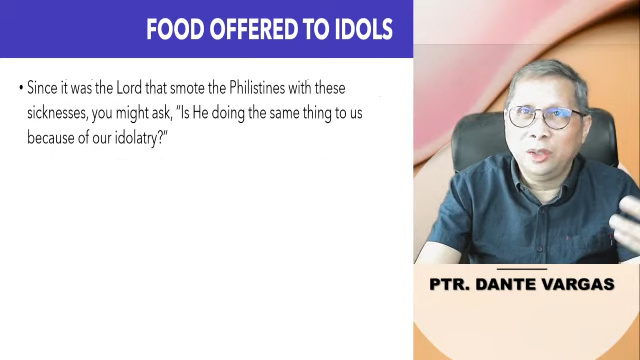 FOOD OFFERED TO IDOLS
• Since it was the Lord that smote the Philistines with these
sicknesses, you might ask, “Is He doing the same thing to us
because of our idolatry?”
PTR. DANTE VARGAS